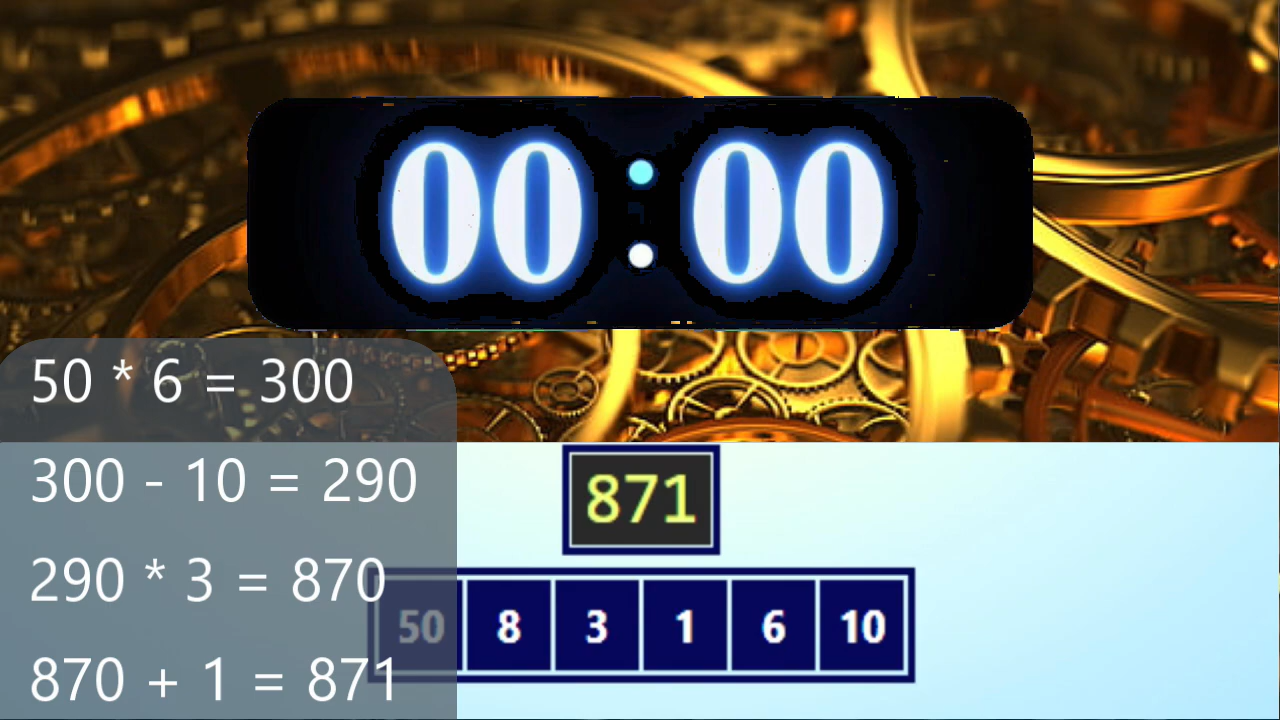 00:00
50 * 6 = 300
300 - 10 = 290
290 * 3 = 870
870 + 1 = 871
871
50 8 3 1 6 10